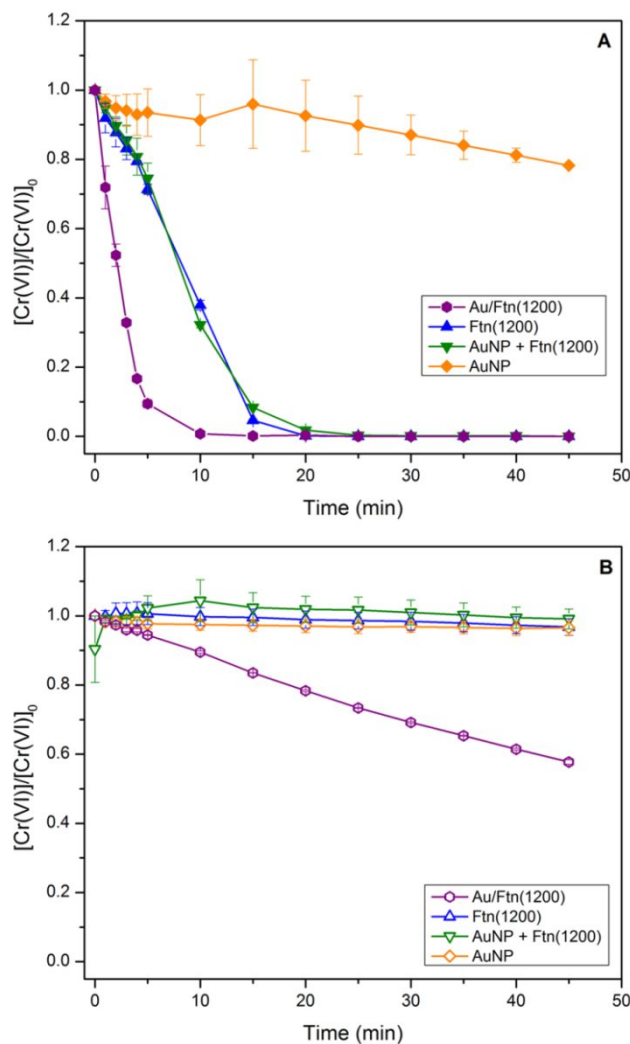 1.2
A
1.0
0.8
0.6
0.4
0.2
0.0
[Cr(VI)]/[Cr(VI)]₀
Au/Ftn(1200)
Ftn(1200)
AuNP + Ftn(1200)
AuNP
0 10 20 30 40 50
Time (min)
1.2
B
1.0
0.8
0.6
0.4
0.2
0.0
[Cr(VI)]/[Cr(VI)]₀
Au/Ftn(1200)
Ftn(1200)
AuNP + Ftn(1200)
AuNP
0 10 20 30 40 50
Time (min)